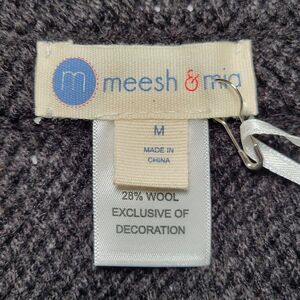 m meesh & mia
M
MADE IN
CHINA
28% WOOL
EXCLUSIVE OF
DECORATION